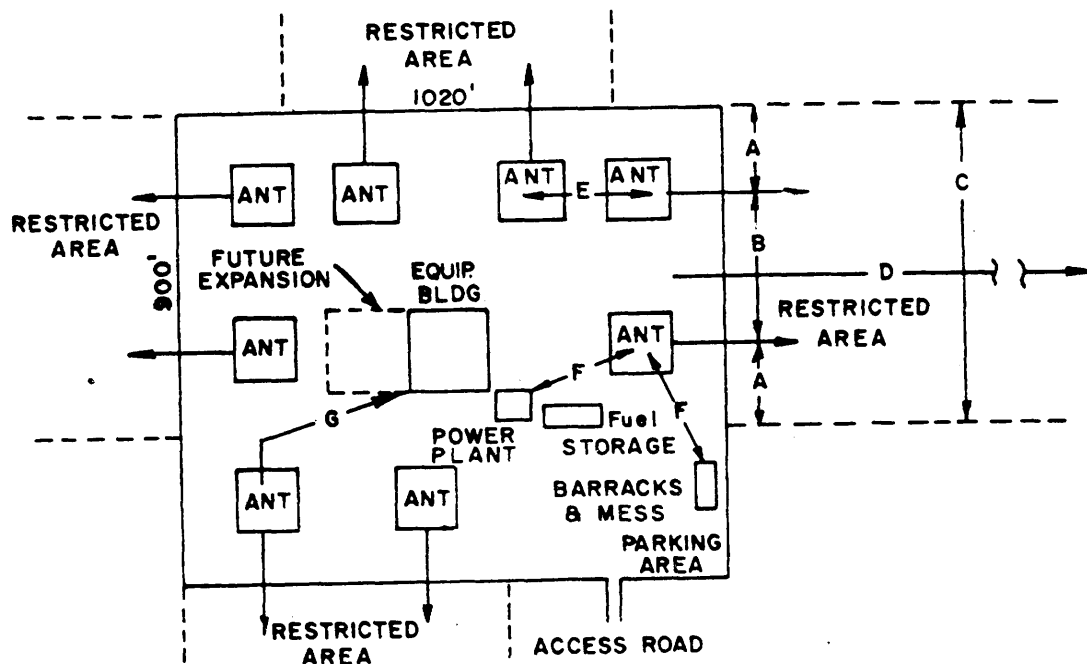 RESTRICTED
AREA
1020'
A
C
ANT
ANT
ANT
ANT
E
RESTRICTED
AREA
B
FUTURE
EXPANSION
EQUIP.
BLDG
D
900'
RESTRICTED
AREA
ANT
ANT
F
A
G
F
Fuel
STORAGE
POWER
PLANT
ANT
ANT
BARRACKS
& MESS
PARKING
AREA
RESTRICTED
AREA
ACCESS ROAD